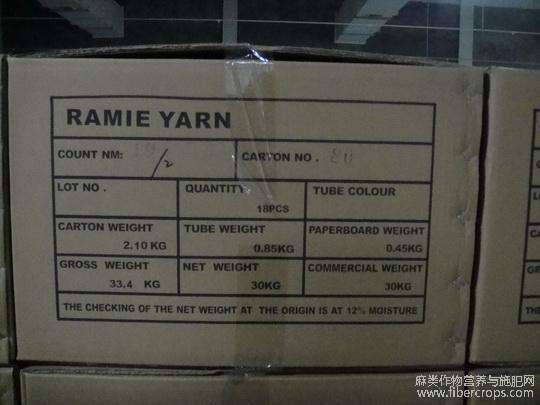 RAMIE YARN
COUNT NM: /2 CARTON NO. 80
LOT NO. QUANTITY 18PCS TUBE COLOUR
CARTON WEIGHT 2.10 KG TUBE WEIGHT 0.85KG PAPERBOARD WEIGHT 0.45KG
GROSS WEIGHT 33.4 KG NET WEIGHT 30KG COMMERCIAL WEIGHT 30KG
THE CHECKING OF THE NET WEIGHT AT THE ORIGIN IS AT 12% MOISTURE
麻类作物营养与施肥网
www.fibercrops.com